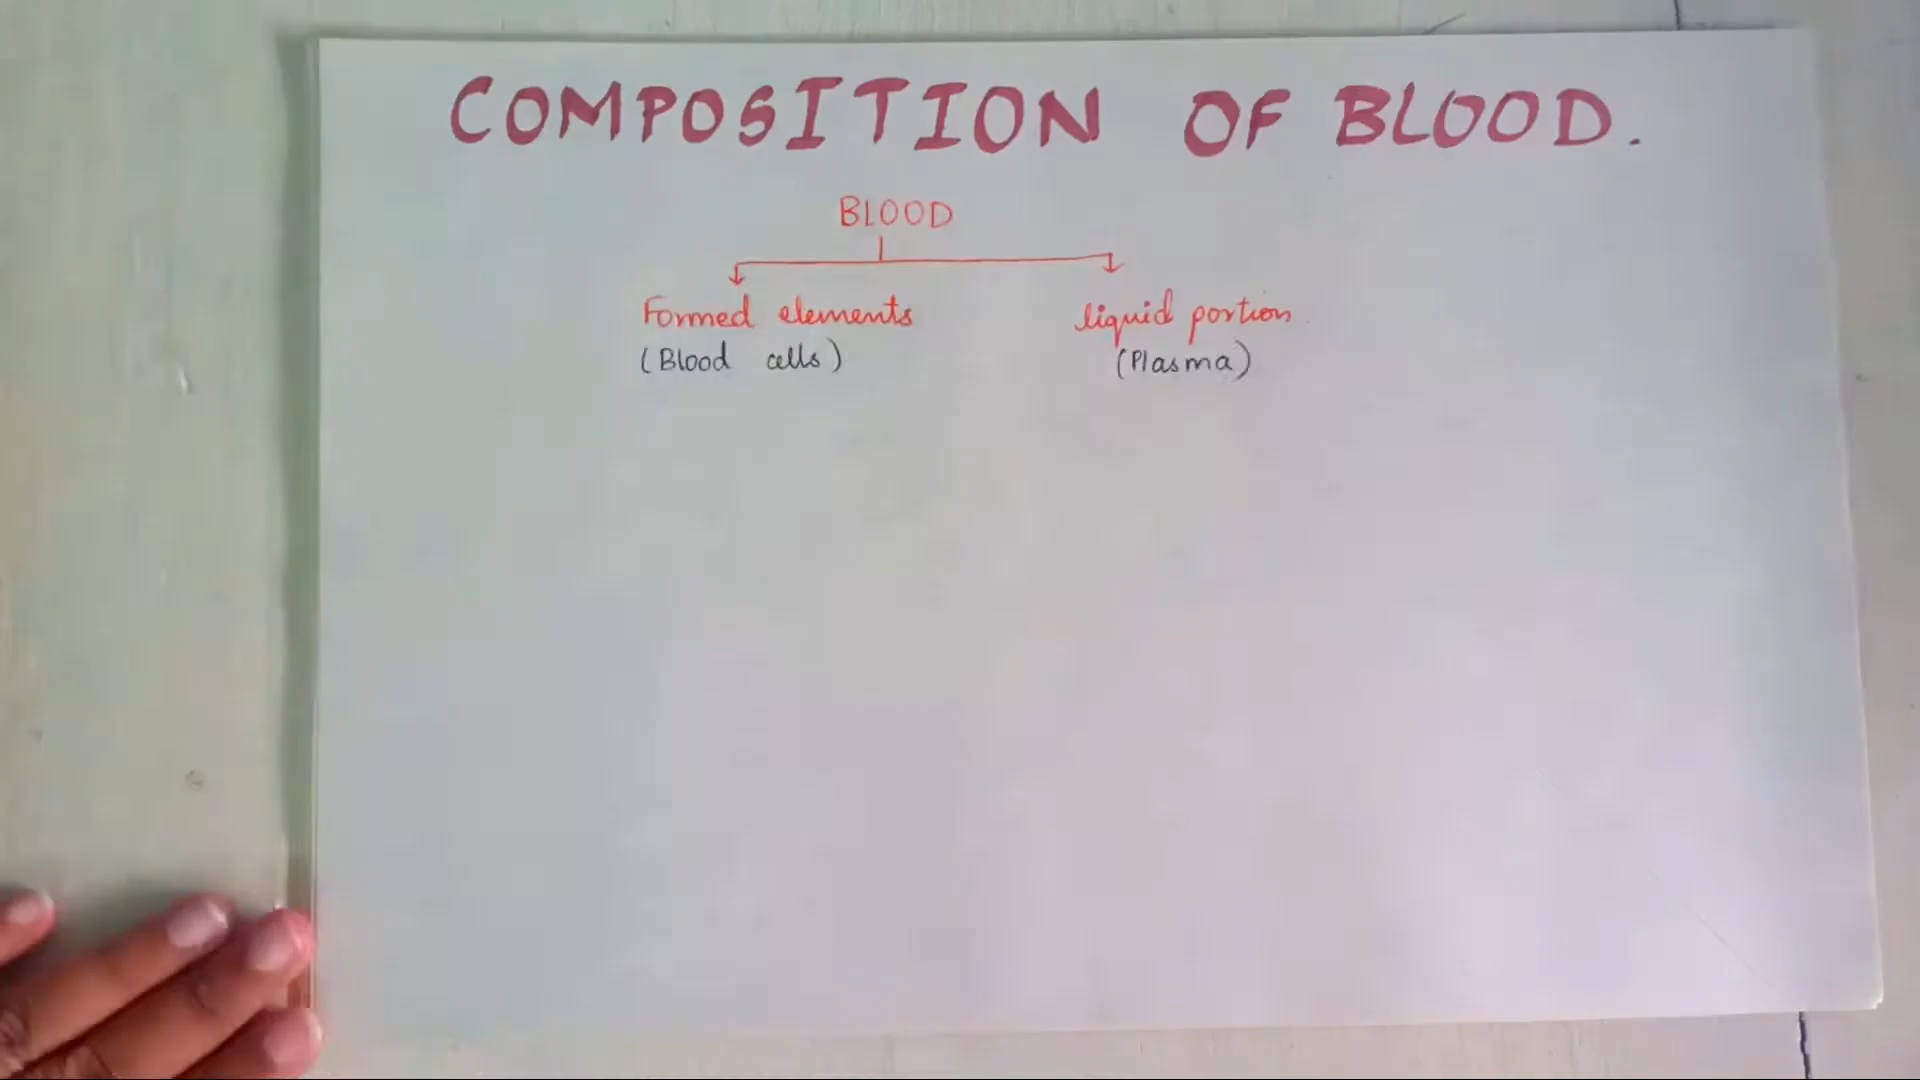 COMPOSITION OF BLOOD.
BLOOD
Formed elements liquid portion
(Blood cells) (Plasma)